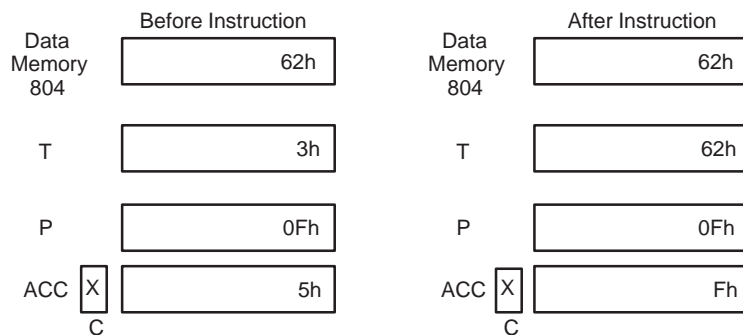 Before Instruction
After Instruction
Data
Memory
804
62h
Data
Memory
804
62h
T
3h
T
62h
P
0Fh
P
0Fh
ACC
X
5h
C
ACC
X
Fh
C